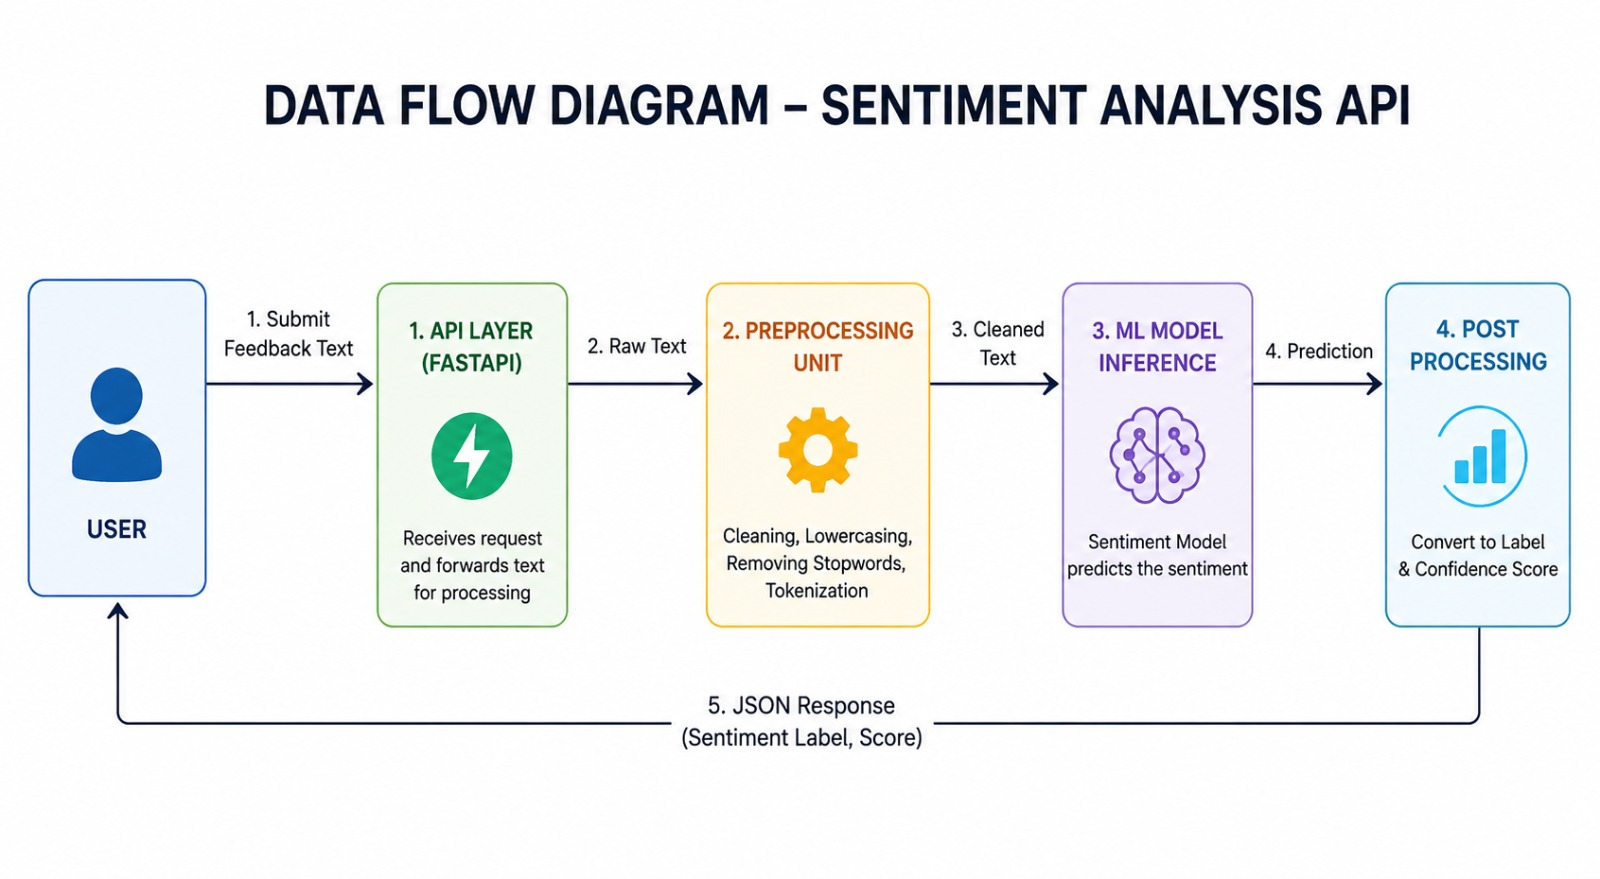 DATA FLOW DIAGRAM – SENTIMENT ANALYSIS API
USER
1. Submit
Feedback Text
1. API LAYER
(FASTAPI)
Receives request
and forwards text
for processing
2. Raw Text
2. PREPROCESSING
UNIT
Cleaning, Lowercasing,
Removing Stopwords,
Tokenization
3. Cleaned
Text
3. ML MODEL
INFERENCE
Sentiment Model
predicts the sentiment
4. Prediction
4. POST
PROCESSING
Convert to Label
& Confidence Score
5. JSON Response
(Sentiment Label, Score)